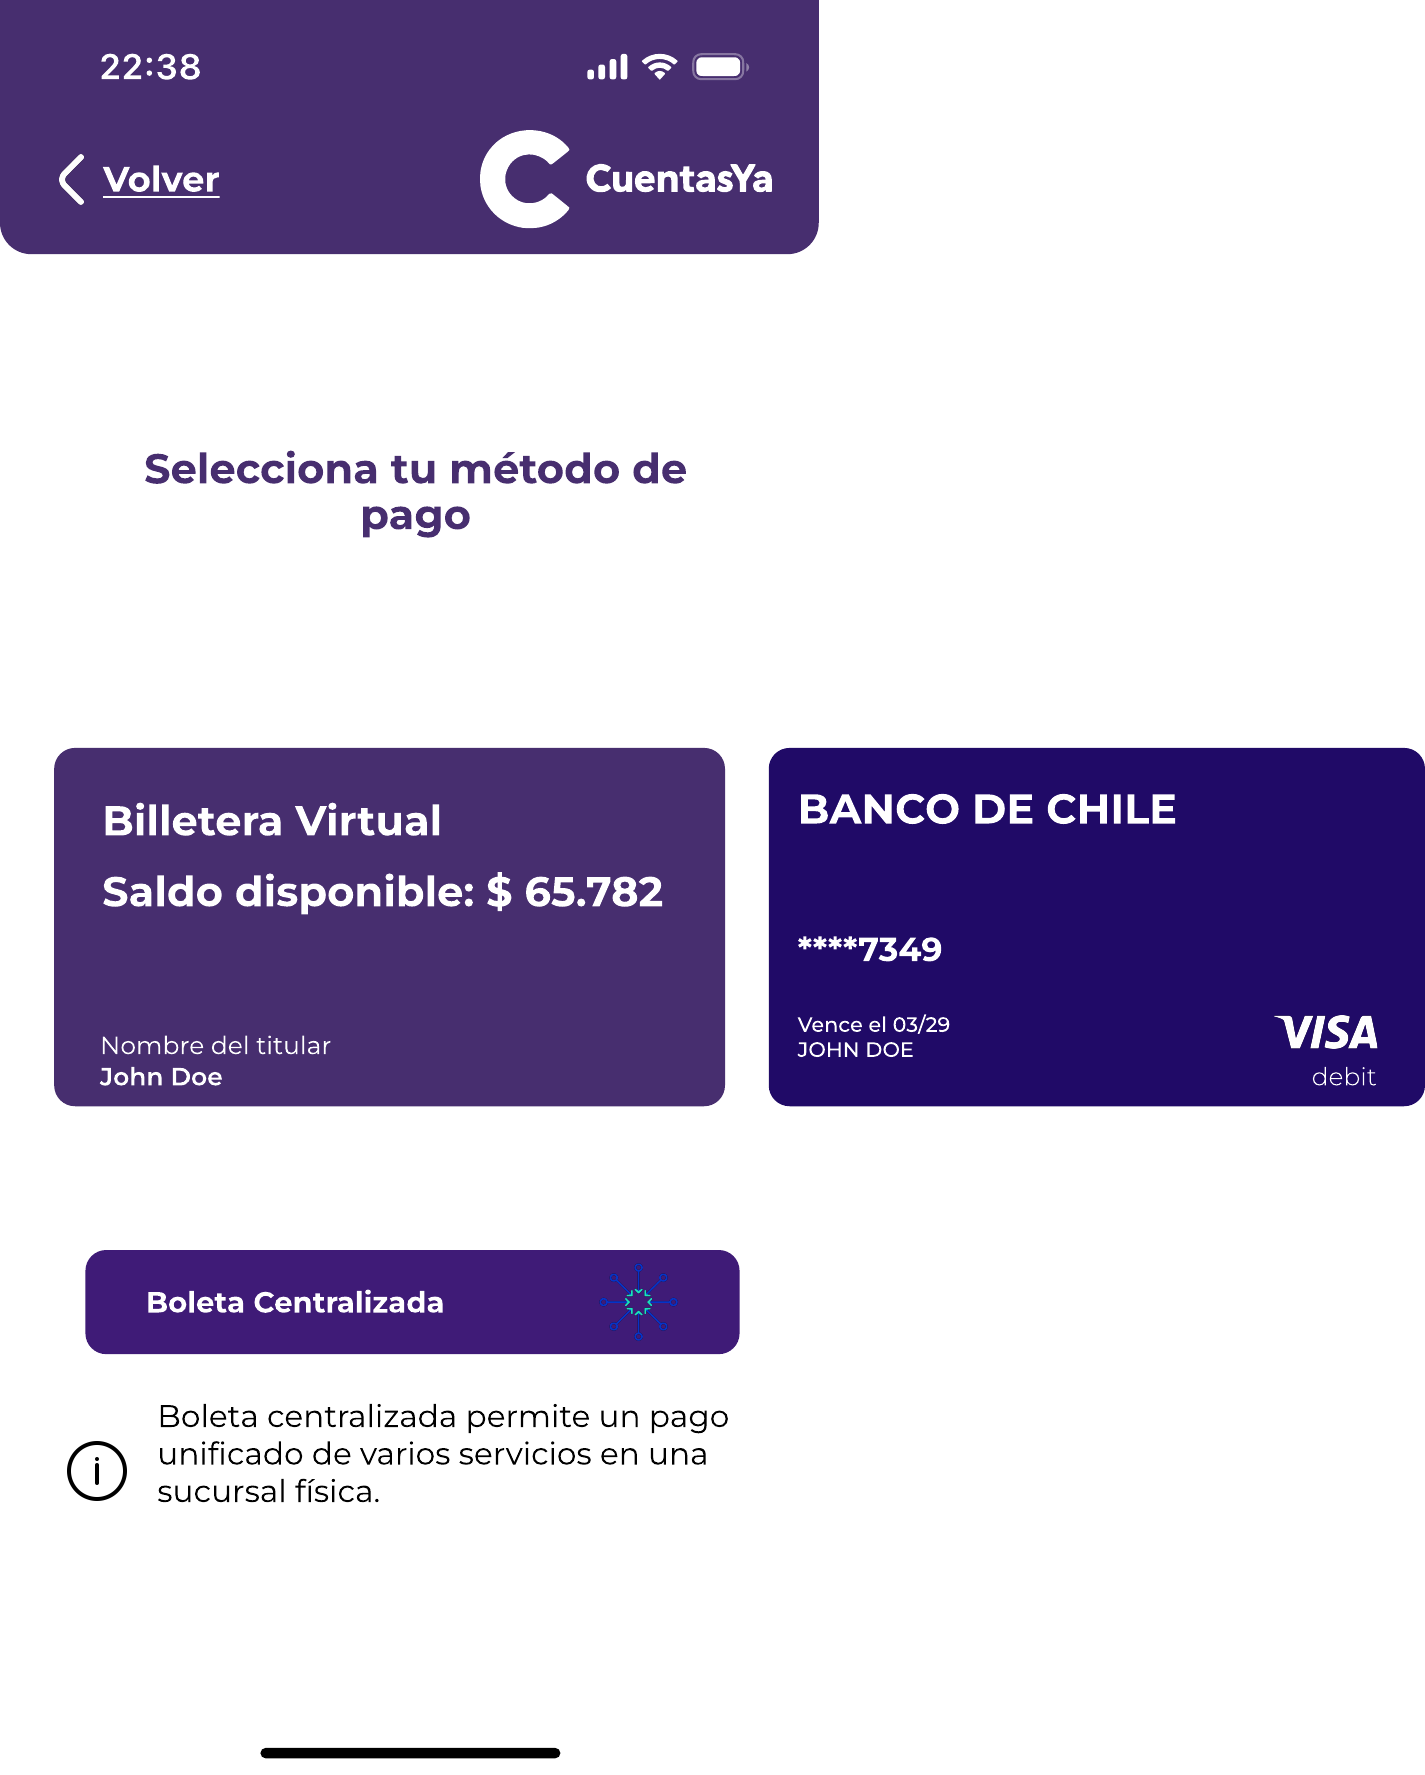 22:38
Volver
CuentasYa
Selecciona tu método de
pago
Billetera Virtual
Saldo disponible: $ 65.782
Nombre del titular
John Doe
BANCO DE CHILE
****7349
Vence el 03/29
JOHN DOE
VISA
debit
Boleta Centralizada
Boleta centralizada permite un pago
unificado de varios servicios en una
sucursal física.